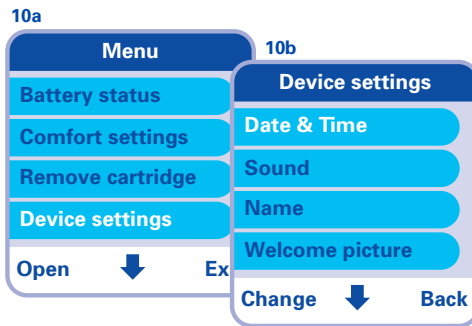 10a
Menu
Battery status
Comfort settings
Remove cartridge
Device settings
Open Ex
10b
Device settings
Date & Time
Sound
Name
Welcome picture
Change Back